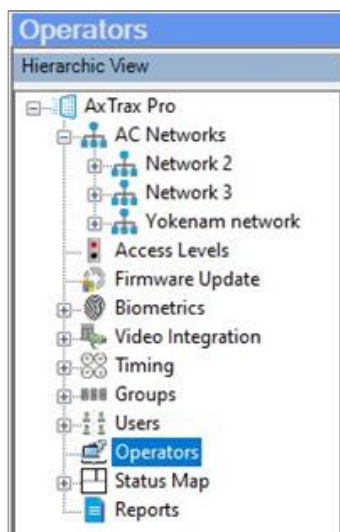 Operators
Hierarchic View
AxTrax Pro
AC Networks
Network 2
Network 3
Yokenam network
Access Levels
Firmware Update
Biometrics
Video Integration
Timing
Groups
Users
Operators
Status Map
Reports